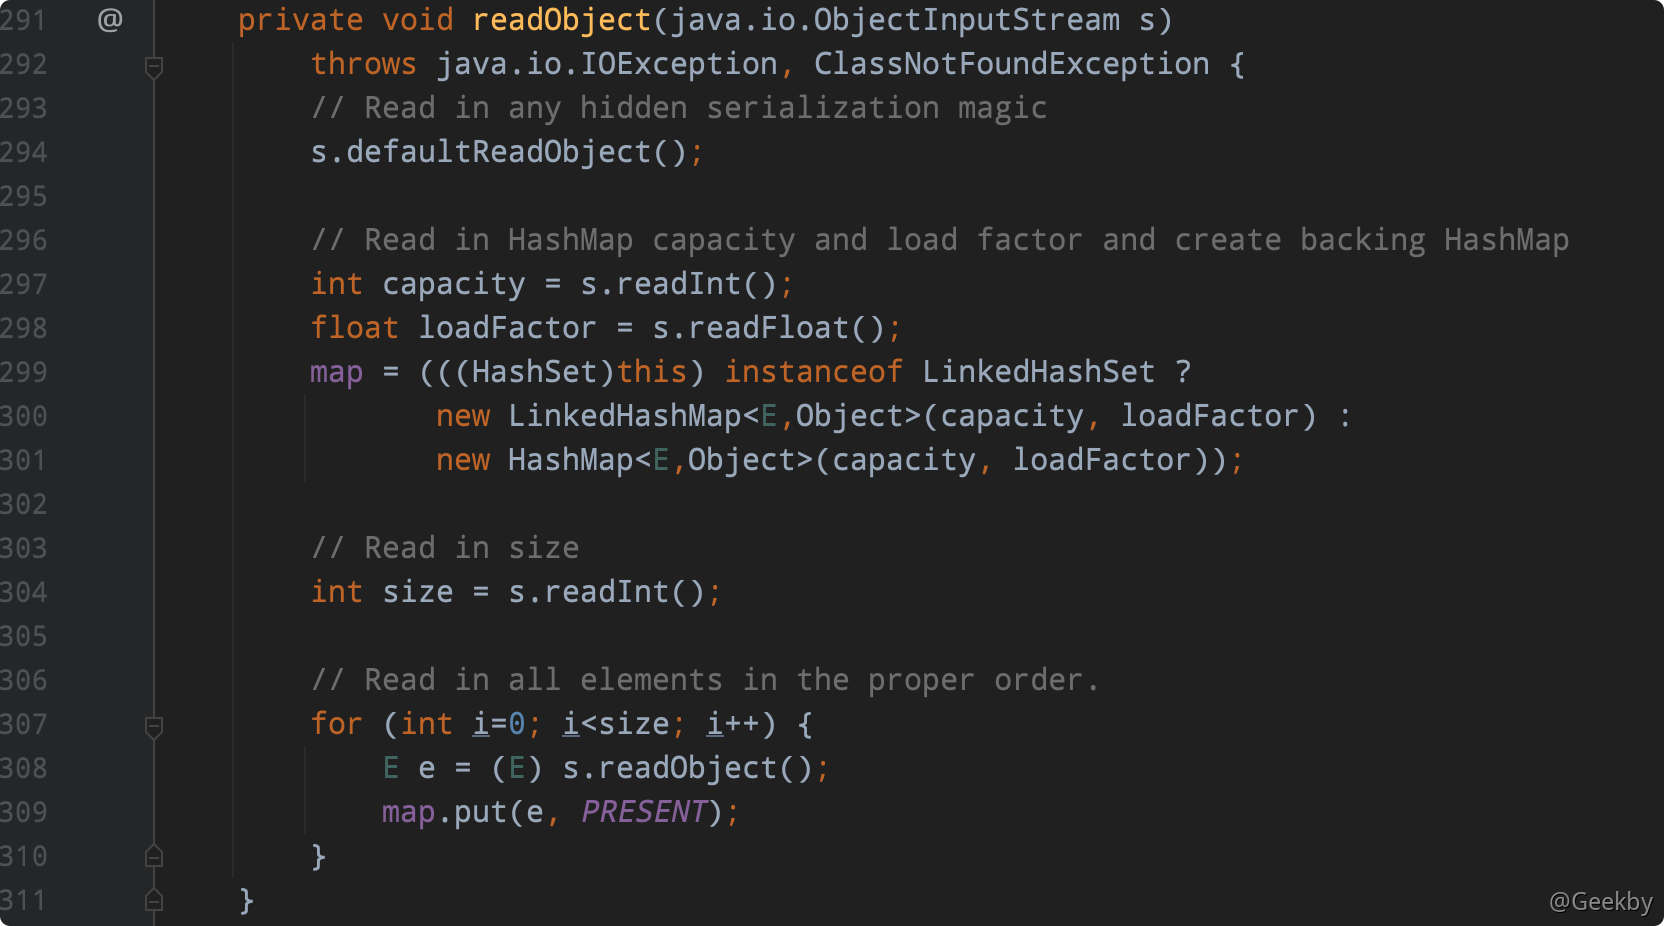 291 @ private void readObject(java.io.ObjectInputStream s)
292 throws java.io.IOException, ClassNotFoundException {
293 // Read in any hidden serialization magic
294 s.defaultReadObject();
295
296 // Read in HashMap capacity and load factor and create backing HashMap
297 int capacity = s.readInt();
298 float loadFactor = s.readFloat();
299 map = (((HashSet)this) instanceof LinkedHashSet ?
300 new LinkedHashMap<E,Object>(capacity, loadFactor) :
301 new HashMap<E,Object>(capacity, loadFactor));
302
303 // Read in size
304 int size = s.readInt();
305
306 // Read in all elements in the proper order.
307 for (int i=0; i<size; i++) {
308 E e = (E) s.readObject();
309 map.put(e, PRESENT);
310 }
311 }
@Geekby